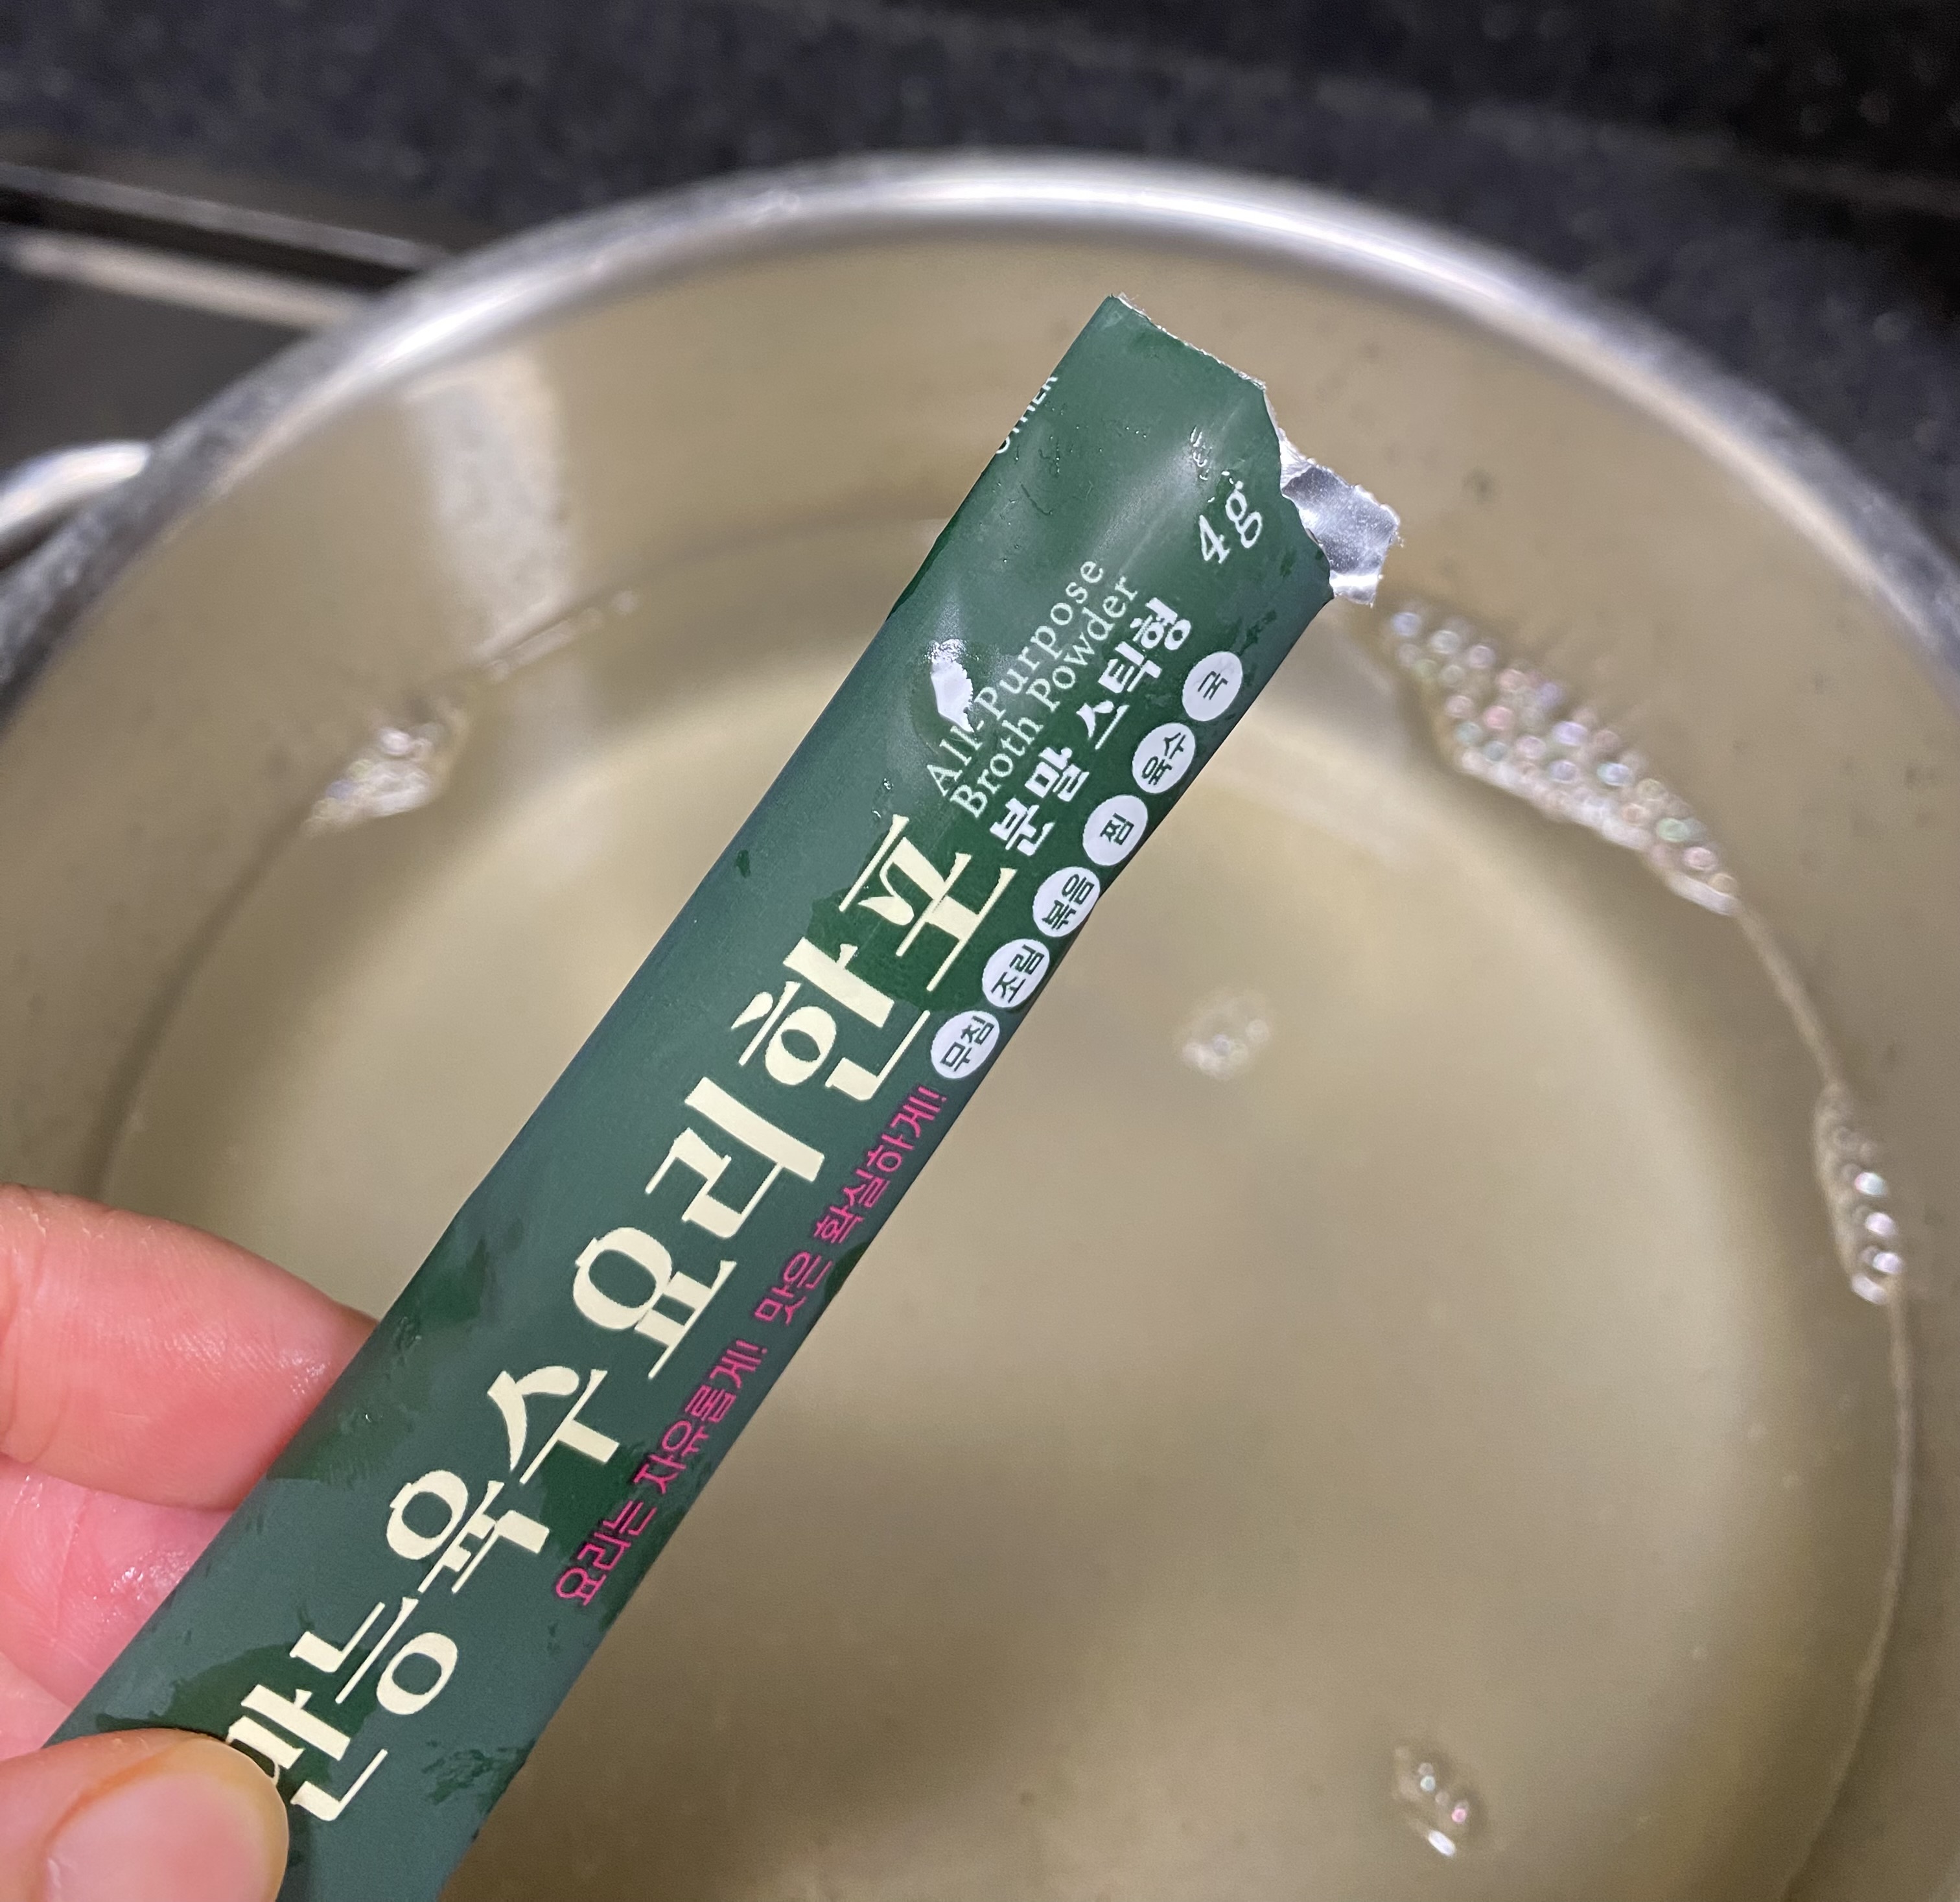 만능육수요리한포
All-Purpose
Broth Powder
분말 스틱형
4g
요리는 자유롭게! 맛은 확실하게!
무침 조림 볶음 찜 육수 국